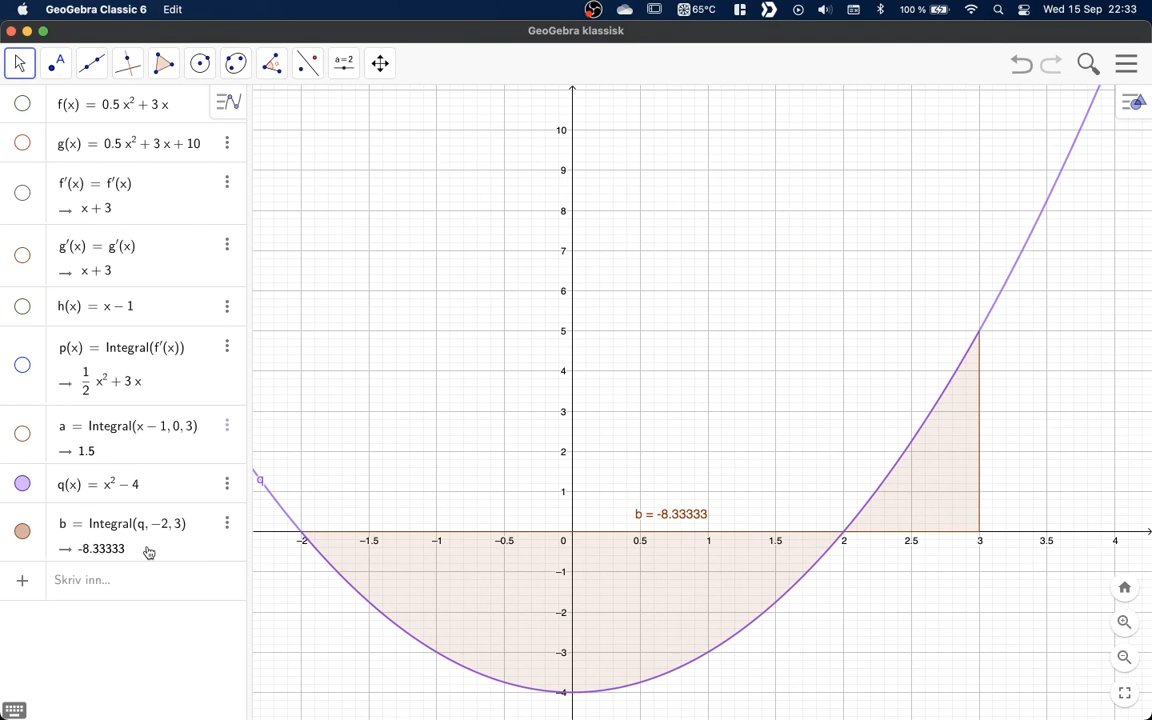 GeoGebra Classic 6 Edit 65°C 100 % Wed 15 Sep 22:33
GeoGebra klassisk
A a=2
f(x) = 0.5 x² + 3 x
g(x) = 0.5 x² + 3 x + 10
f′(x) = f′(x)
→ x + 3
g′(x) = g′(x)
→ x + 3
h(x) = x − 1
p(x) = Integral(f′(x))
→ 1/2 x² + 3 x
a = Integral(x − 1, 0, 3)
→ 1.5
q(x) = x² − 4
b = Integral(q, −2, 3)
→ -8.33333
+ Skriv inn...
10
9
8
7
6
5
4
3
2
1
q
b = -8.33333
−2 −1.5 −1 −0.5 0 0.5 1 1.5 2 2.5 3 3.5 4
−1
−2
−3
−4